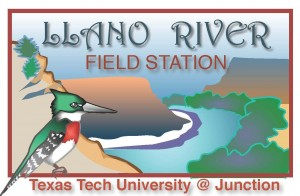 LLANO RIVER
FIELD STATION
Texas Tech University @ Junction